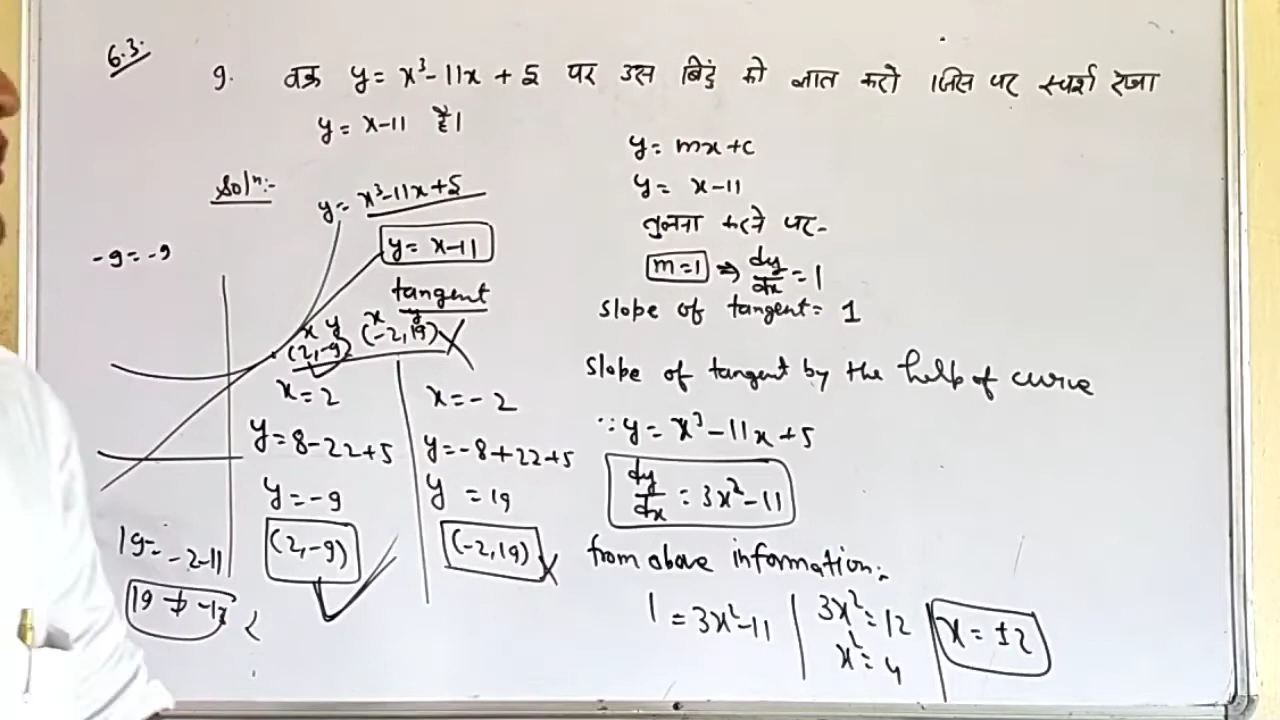 6.3.
9. वक्र y = x³ - 11x + 5 पर उस बिंदु को ज्ञात करो जिस पर स्पर्श रेखा
y = x-11 है।
Solⁿ:-
y = x³-11x+5
-9 = -9
y = x-11
tangent
x y
(2,-9)
x y
(-2,19) X
x = 2
y = 8-22+5
y = -9
(2,-9)
x = -2
y = -8+22+5
y = 19
(-2,19) X
19 = -2-11
19 ≠ -13
y = mx+c
y = x-11
तुलना करने पर-
m=1 ⇒ dy/dx = 1
Slope of tangent = 1
Slope of tangent by the help of curve
∵ y = x³-11x+5
dy/dx = 3x²-11
from above information:-
1 = 3x²-11
3x² = 12
x² = 4
x = ±2